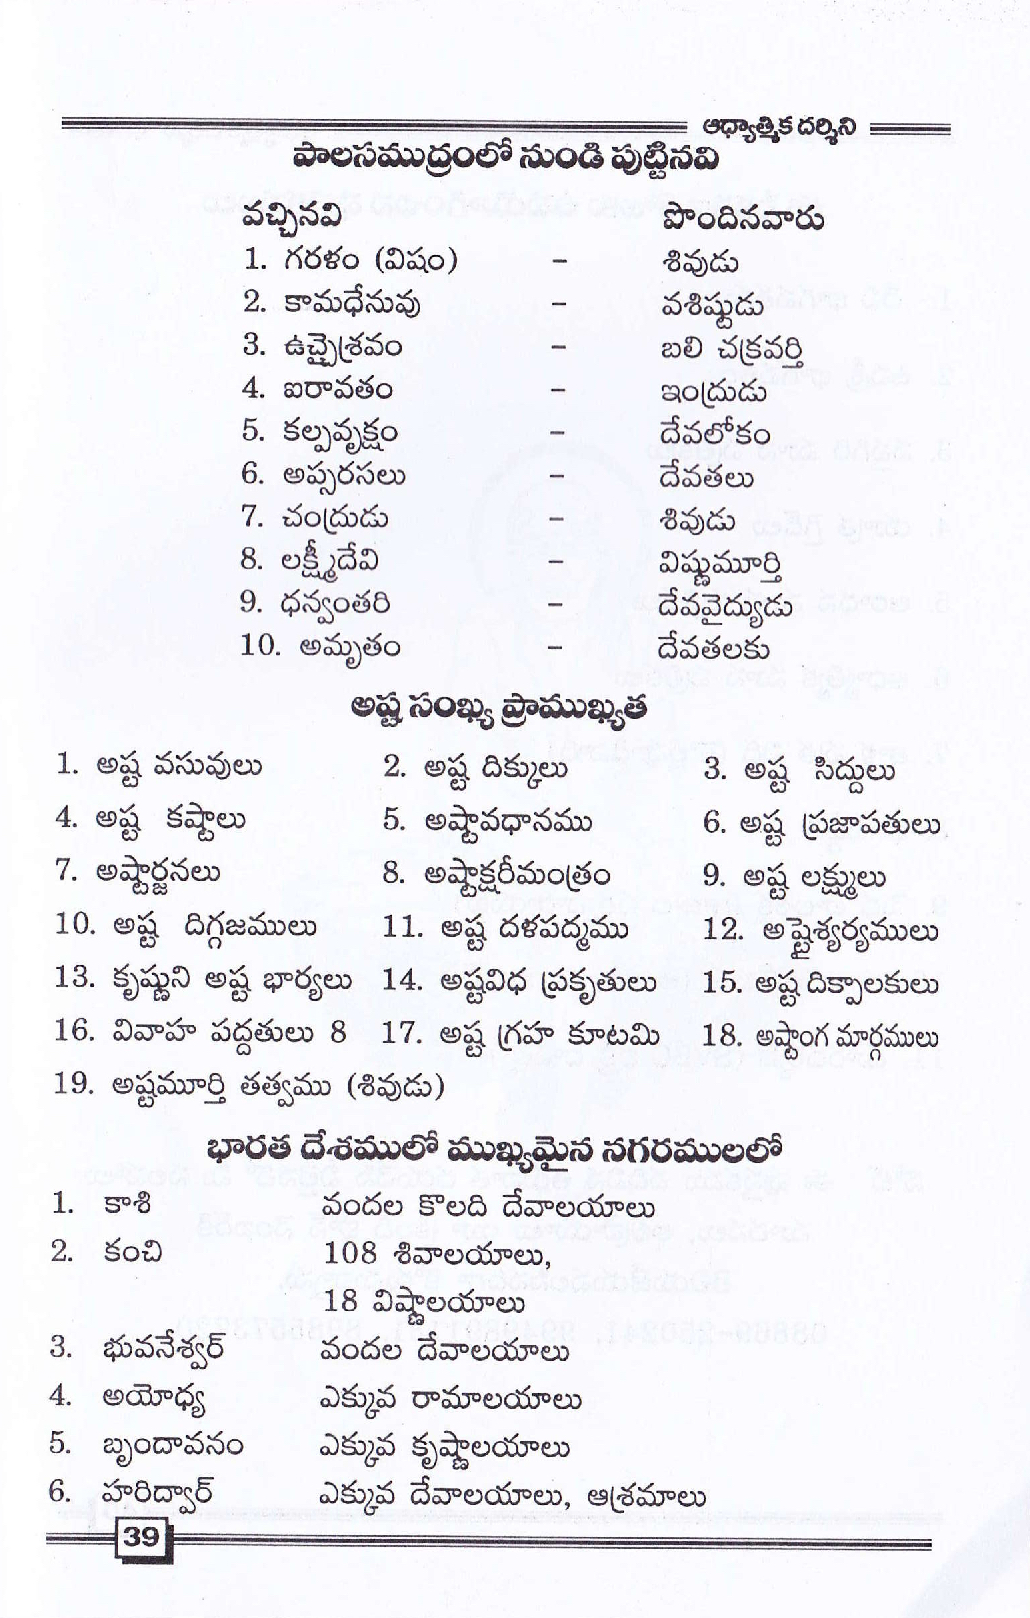 ఆధ్యాత్మిక దర్శిని
పాలసముద్రంలో నుండి పుట్టినవి
వచ్చినవి పొందినవారు
1. గరళం (విషం) - శివుడు
2. కామధేనువు - వశిష్టుడు
3. ఉచ్చైశ్రవం - బలి చక్రవర్తి
4. ఐరావతం - ఇంద్రుడు
5. కల్పవృక్షం - దేవలోకం
6. అప్సరసలు - దేవతలు
7. చంద్రుడు - శివుడు
8. లక్ష్మీదేవి - విష్ణుమూర్తి
9. ధన్వంతరి - దేవవైద్యుడు
10. అమృతం - దేవతలకు
అష్ట సంఖ్య ప్రాముఖ్యత
1. అష్ట వసువులు 2. అష్ట దిక్కులు 3. అష్ట సిద్దులు
4. అష్ట కష్టాలు 5. అష్టావధానము 6. అష్ట ప్రజాపతులు
7. అష్టార్జనలు 8. అష్టాక్షరీమంత్రం 9. అష్ట లక్ష్ములు
10. అష్ట దిగ్గజములు 11. అష్ట దళపద్మము 12. అష్టైశ్యర్యములు
13. కృష్ణుని అష్ట భార్యలు 14. అష్టవిధ ప్రకృతులు 15. అష్ట దిక్పాలకులు
16. వివాహ పద్దతులు 8 17. అష్ట గ్రహ కూటమి 18. అష్టాంగ మార్గములు
19. అష్టమూర్తి తత్వము (శివుడు)
భారత దేశములో ముఖ్యమైన నగరములలో
1. కాశి వందల కొలది దేవాలయాలు
2. కంచి 108 శివాలయాలు,
18 విష్ణాలయాలు
3. భువనేశ్వర్ వందల దేవాలయాలు
4. అయోధ్య ఎక్కువ రామాలయాలు
5. బృందావనం ఎక్కువ కృష్ణాలయాలు
6. హరిద్వార్ ఎక్కువ దేవాలయాలు, ఆశ్రమాలు
39